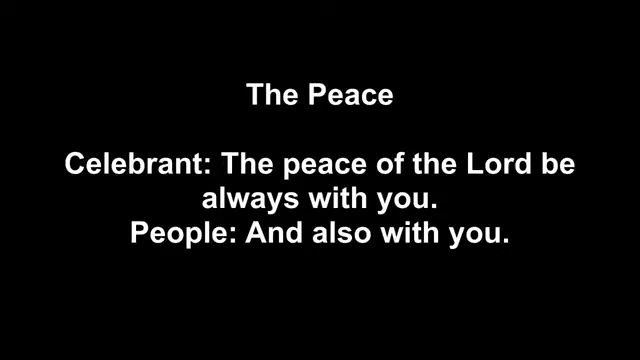 The Peace
Celebrant: The peace of the Lord be
always with you.
People: And also with you.